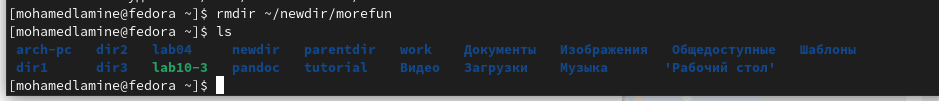 [mohamedlamine@fedora ~]$ rmdir ~/newdir/morefun
[mohamedlamine@fedora ~]$ ls
arch-pc dir2 lab04 newdir parentdir work Документы Изображения Общедоступные Шаблоны
dir1 dir3 lab10-3 pandoc tutorial Видео Загрузки Музыка 'Рабочий стол'
[mohamedlamine@fedora ~]$